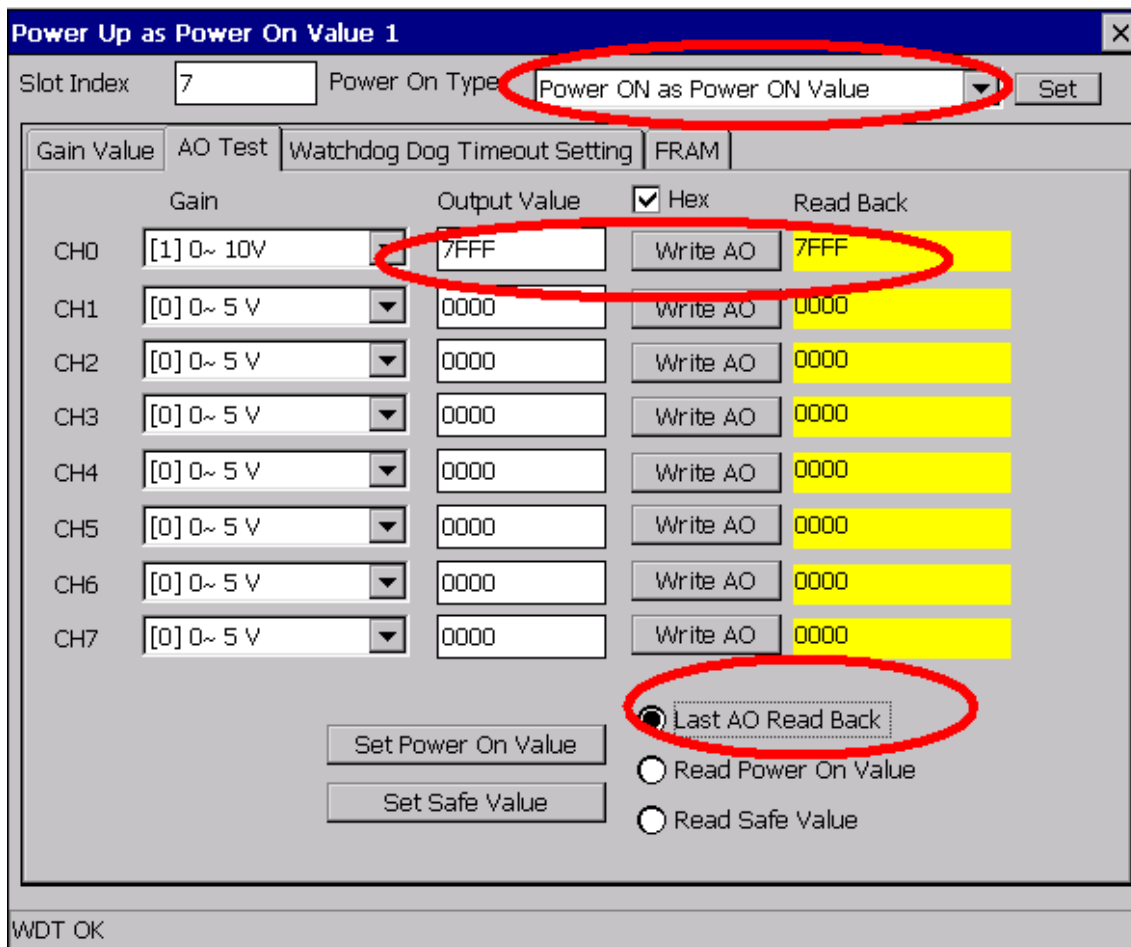 Power Up as Power On Value 1
Slot Index 7 Power On Type Power ON as Power ON Value Set
Gain Value AO Test Watchdog Dog Timeout Setting FRAM
Gain Output Value Hex Read Back
CH0 [1] 0~ 10V 7FFF Write AO 7FFF
CH1 [0] 0~ 5 V 0000 Write AO 0000
CH2 [0] 0~ 5 V 0000 Write AO 0000
CH3 [0] 0~ 5 V 0000 Write AO 0000
CH4 [0] 0~ 5 V 0000 Write AO 0000
CH5 [0] 0~ 5 V 0000 Write AO 0000
CH6 [0] 0~ 5 V 0000 Write AO 0000
CH7 [0] 0~ 5 V 0000 Write AO 0000
Last AO Read Back
Set Power On Value
Read Power On Value
Set Safe Value
Read Safe Value
WDT OK